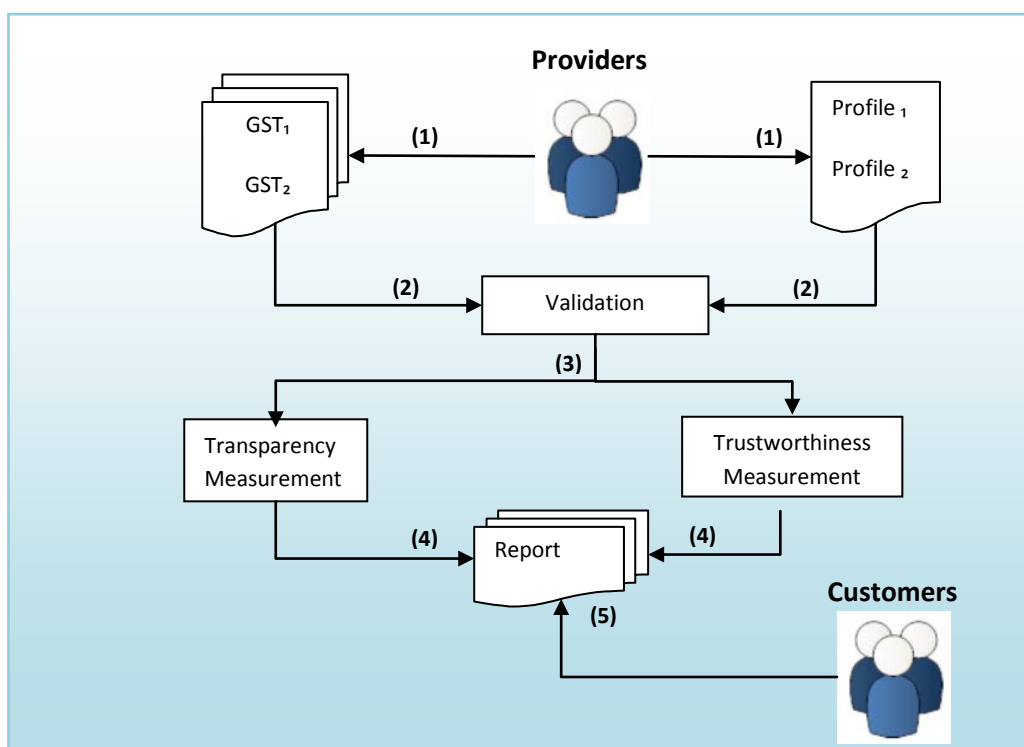 Providers
GST₁
GST₂
(1)
(1)
Profile ₁
Profile ₂
(2)
Validation
(2)
(3)
Transparency
Measurement
Trustworthiness
Measurement
(4)
Report
(4)
(5)
Customers